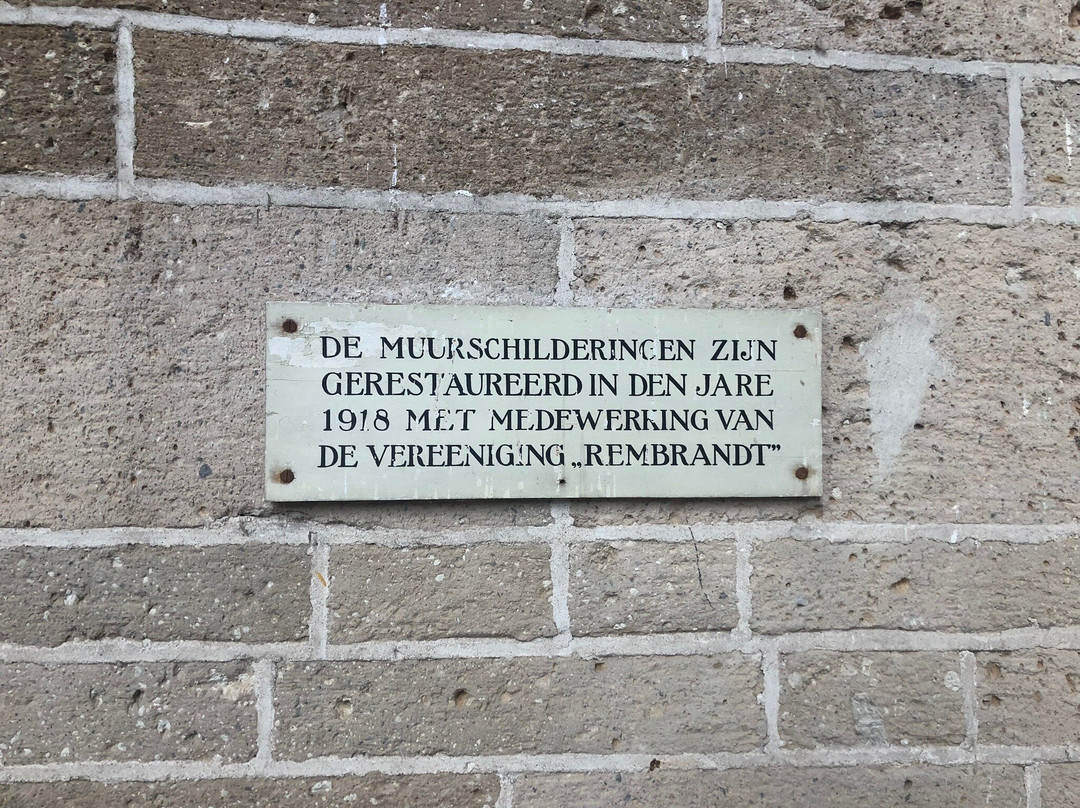 DE MUURSCHILDERINGEN ZIJN
GERESTAUREERD IN DEN JARE
1918 MET MEDEWERKING VAN
DE VEREENIGING „REMBRANDT”